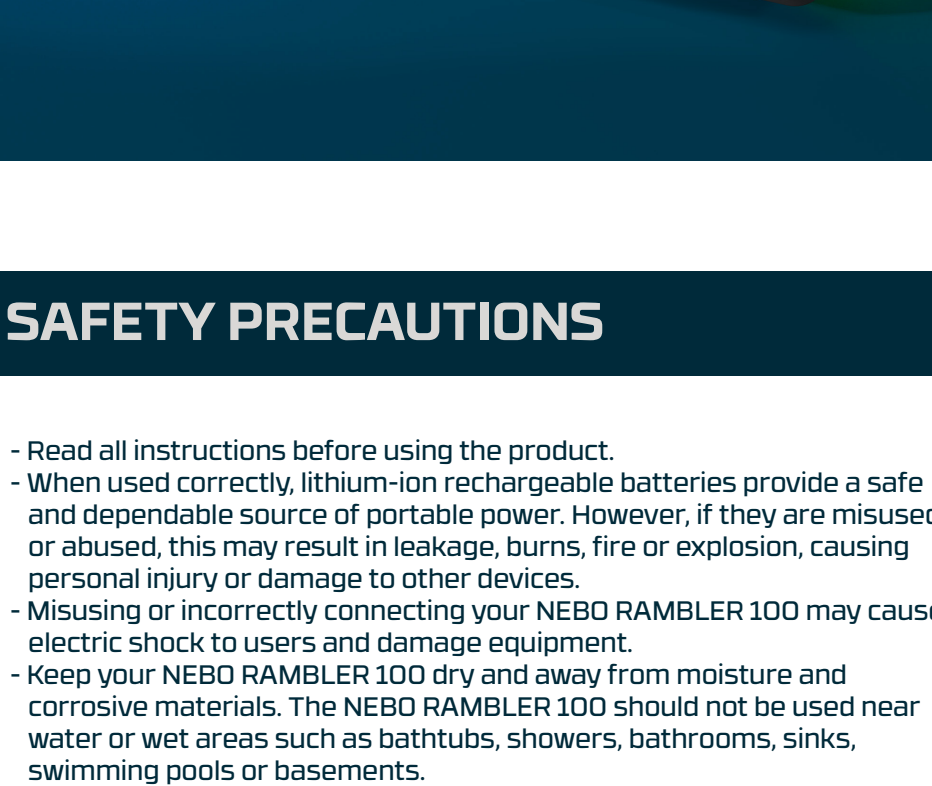 SAFETY PRECAUTIONS
- Read all instructions before using the product.
- When used correctly, lithium-ion rechargeable batteries provide a safe
and dependable source of portable power. However, if they are misused
or abused, this may result in leakage, burns, fire or explosion, causing
personal injury or damage to other devices.
- Misusing or incorrectly connecting your NEBO RAMBLER 100 may cause
electric shock to users and damage equipment.
- Keep your NEBO RAMBLER 100 dry and away from moisture and
corrosive materials. The NEBO RAMBLER 100 should not be used near
water or wet areas such as bathtubs, showers, bathrooms, sinks,
swimming pools or basements.